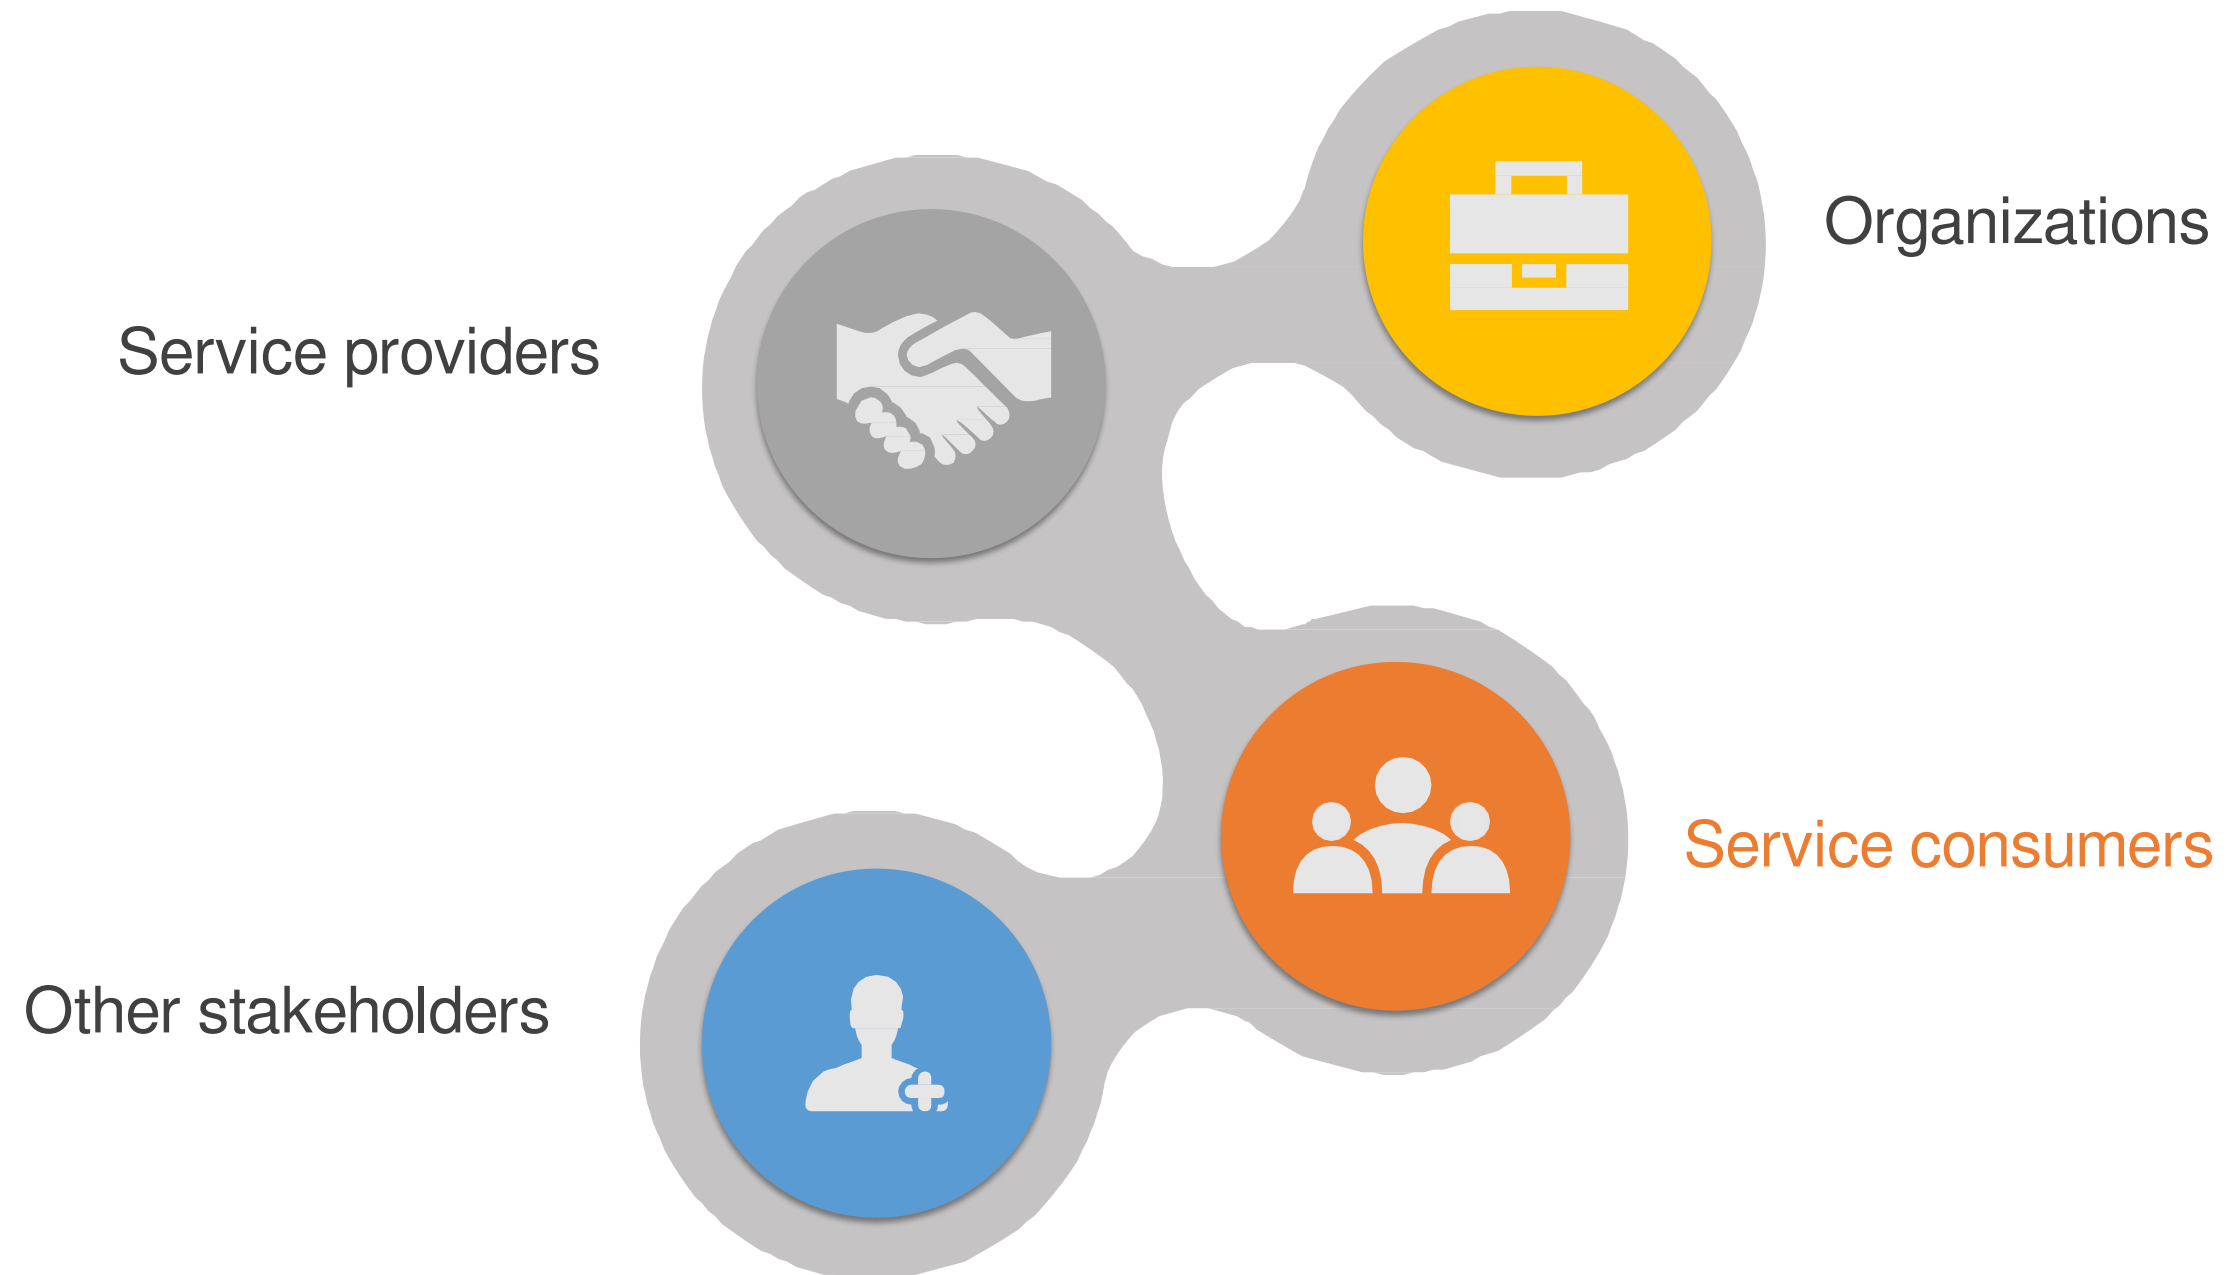 Organizations
Service providers
Service consumers
Other stakeholders